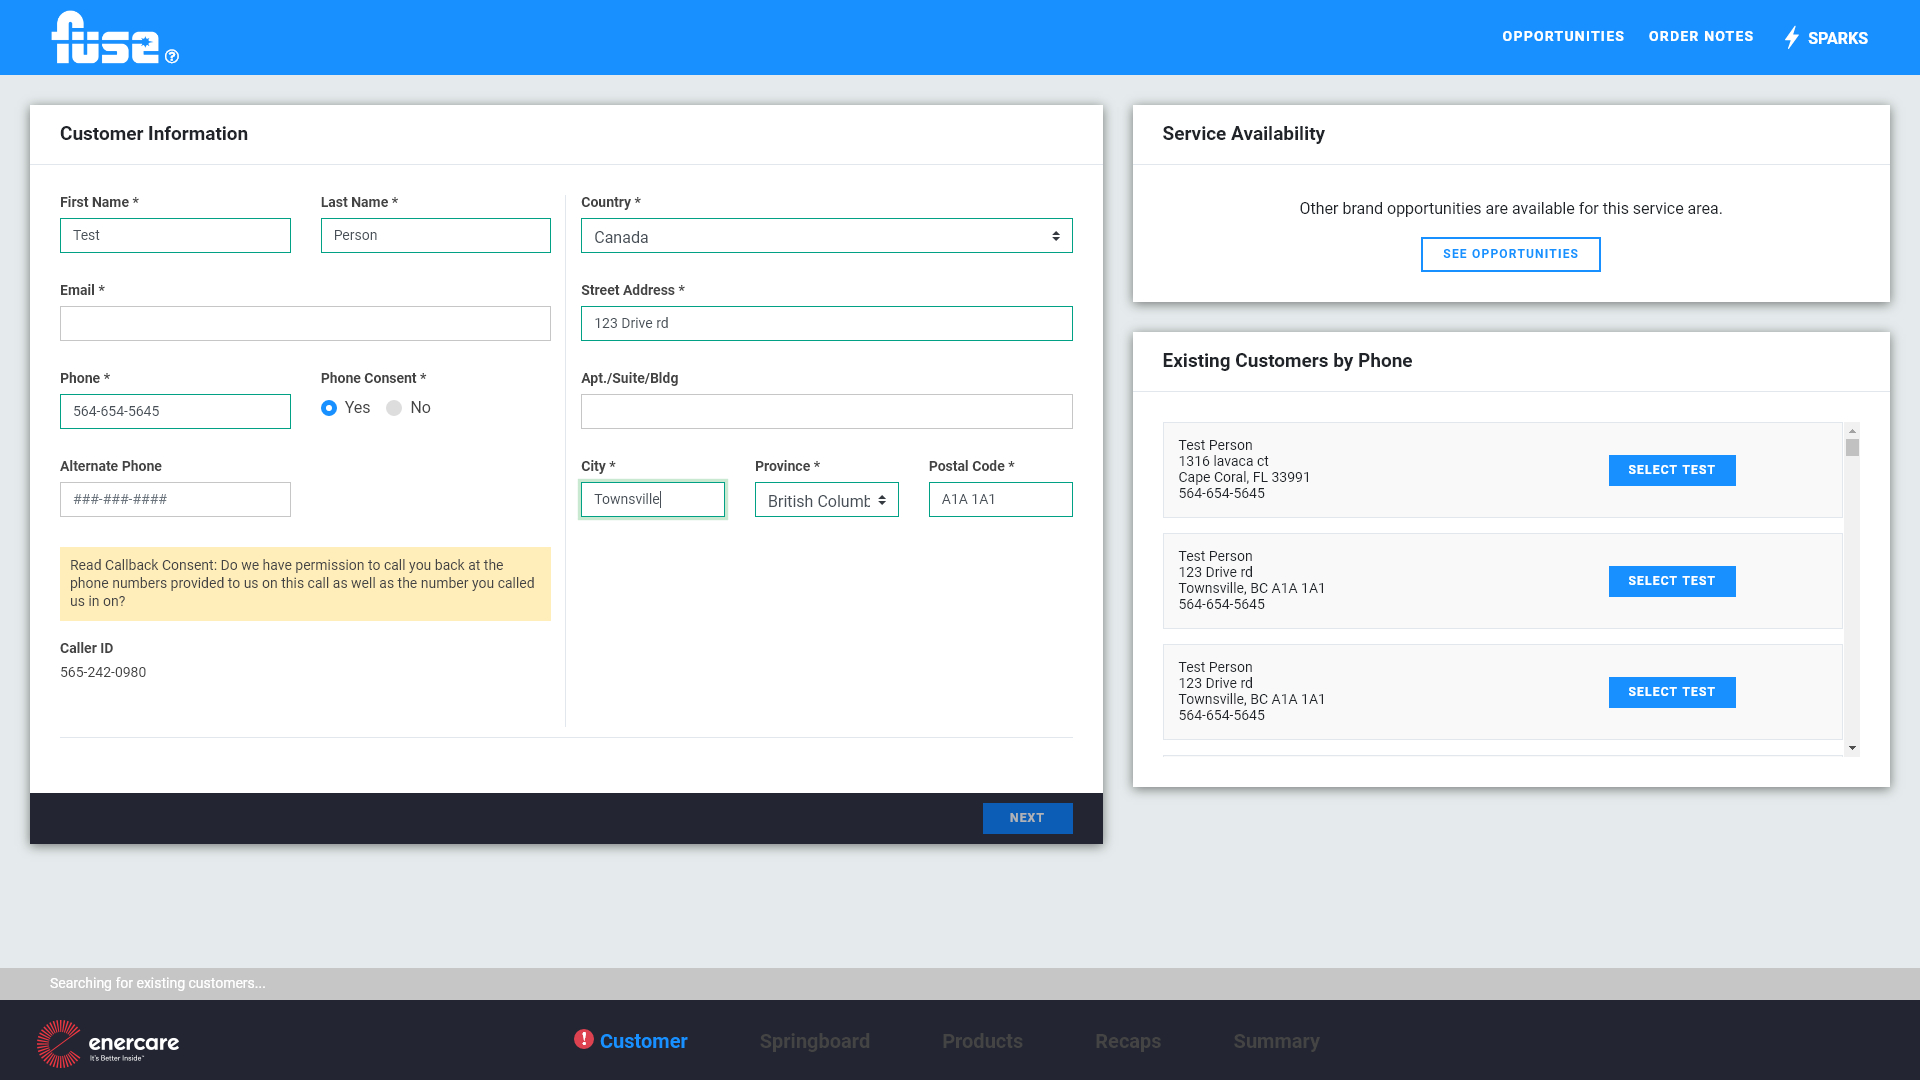 fuse
OPPORTUNITIES
ORDER NOTES
SPARKS
Customer Information
First Name *
Last Name *
Test
Person
Email *
Phone *
Phone Consent *
564-654-5645
Yes
No
Alternate Phone
###-###-####
Read Callback Consent: Do we have permission to call you back at the
phone numbers provided to us on this call as well as the number you called
us in on?
Caller ID
565-242-0980
Country *
Canada
Street Address *
123 Drive rd
Apt./Suite/Bldg
City *
Province *
Postal Code *
Townsville
British Columb
A1A 1A1
NEXT
Service Availability
Other brand opportunities are available for this service area.
SEE OPPORTUNITIES
Existing Customers by Phone
Test Person
1316 lavaca ct
Cape Coral, FL 33991
564-654-5645
SELECT TEST
Test Person
123 Drive rd
Townsville, BC A1A 1A1
564-654-5645
SELECT TEST
Test Person
123 Drive rd
Townsville, BC A1A 1A1
564-654-5645
SELECT TEST
Searching for existing customers...
enercare
It's Better Inside™
Customer
Springboard
Products
Recaps
Summary